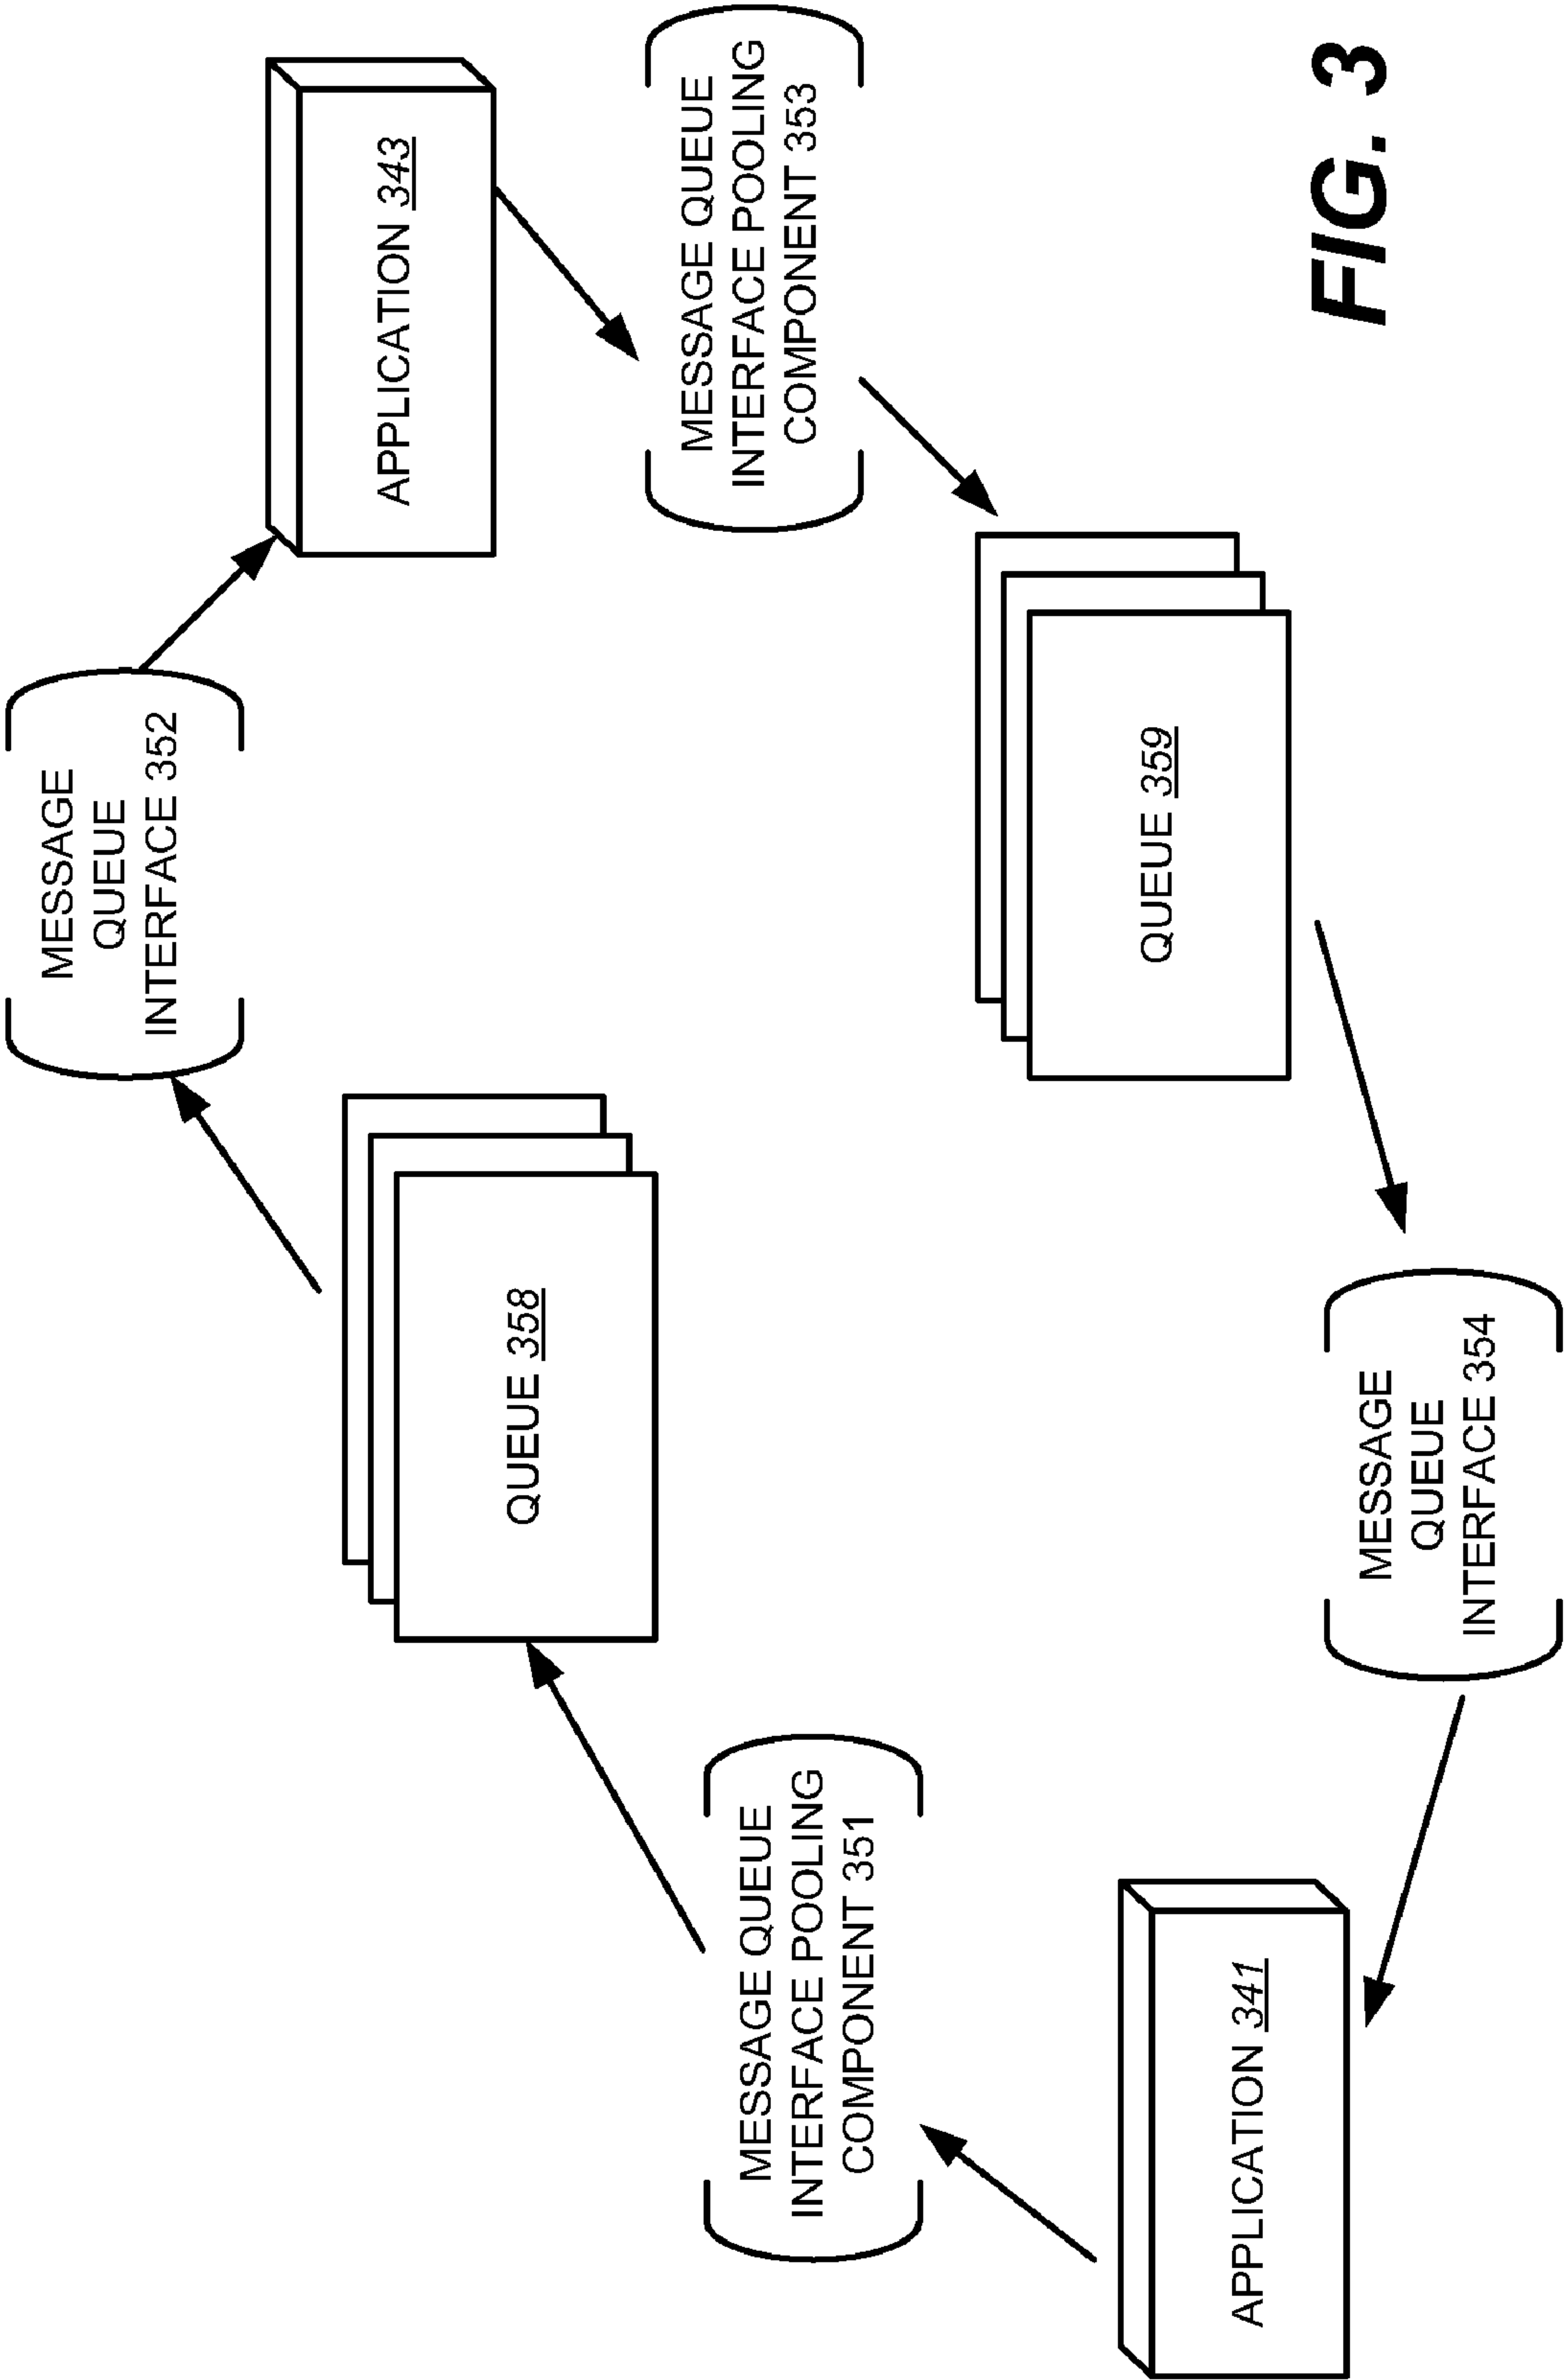 MESSAGE
QUEUE
INTERFACE 352
APPLICATION 343
QUEUE 358
MESSAGE QUEUE
INTERFACE POOLING
COMPONENT 353
MESSAGE QUEUE
INTERFACE POOLING
COMPONENT 351
QUEUE 359
APPLICATION 341
MESSAGE
QUEUE
INTERFACE 354
FIG. 3